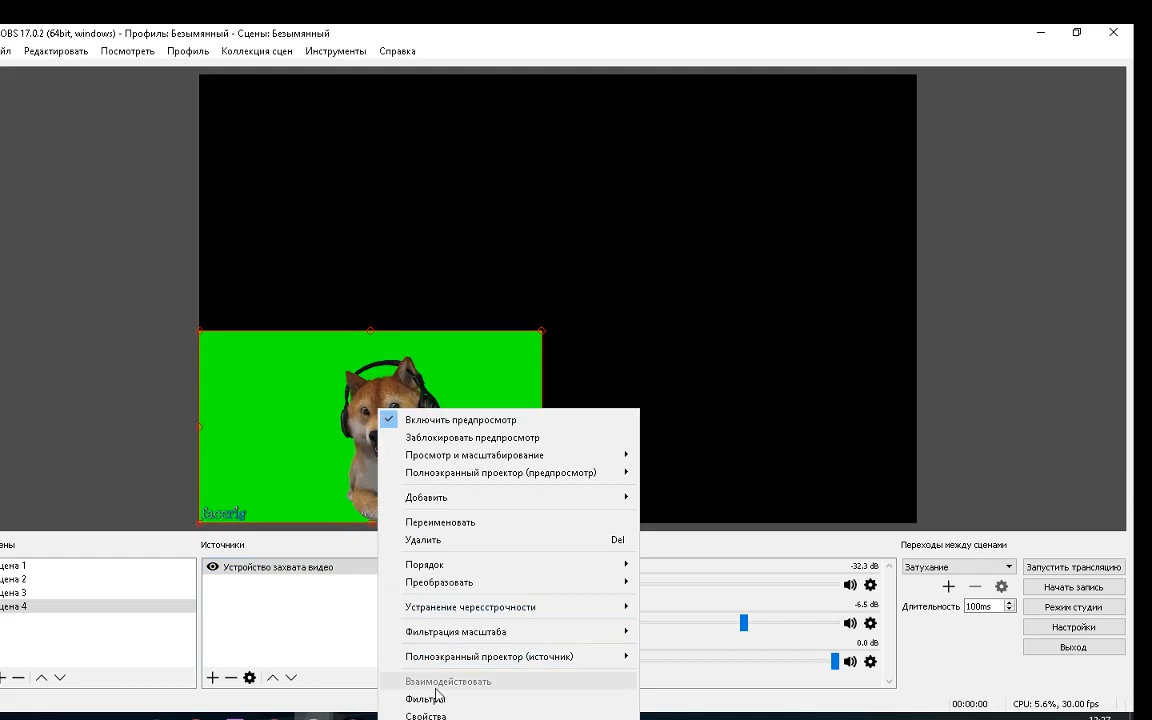 OBS 17.0.2 (64bit, windows) - Профиль: Безымянный - Сцены: Безымянный
йл Редактировать Посмотреть Профиль Коллекция сцен Инструменты Справка
facerig
Включить предпросмотр
Заблокировать предпросмотр
Просмотр и масштабирование
Полноэкранный проектор (предпросмотр)
Добавить
Переименовать
Удалить Del
Порядок
Преобразовать
Устранение чересстрочности
Фильтрация масштаба
Полноэкранный проектор (источник)
Взаимодействовать
Фильтры
Свойства
ены
цена 1
цена 2
цена 3
цена 4
Источники
Устройство захвата видео
-32.3 dB
-6.5 dB
0.0 dB
Переходы между сценами
Затухание
Длительность 100ms
Запустить трансляцию
Начать запись
Режим студии
Настройки
Выход
00:00:00 CPU: 5.6%, 30.00 fps